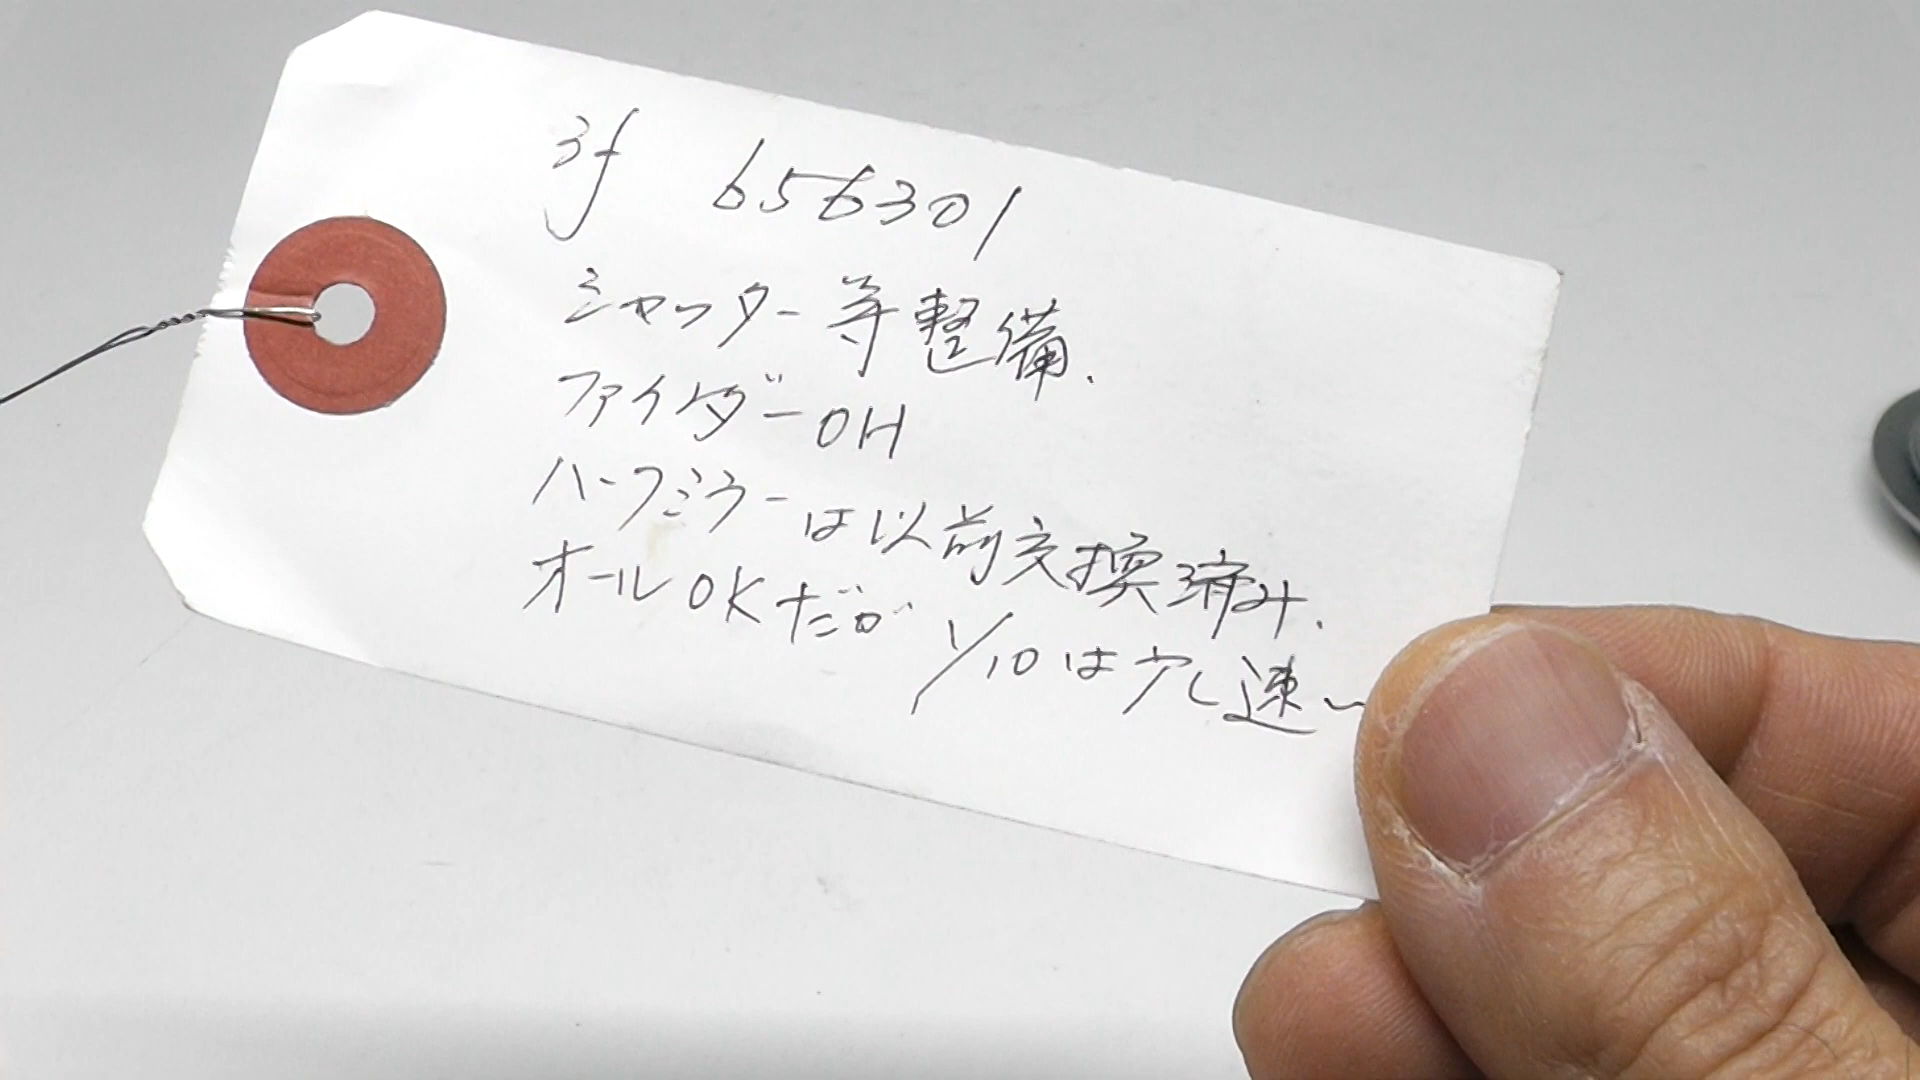 3f 656301
シャッター等整備.
ファインダーOH
ハーフミラーは以前交換済み.
オールOKだが 1/10は少し速い